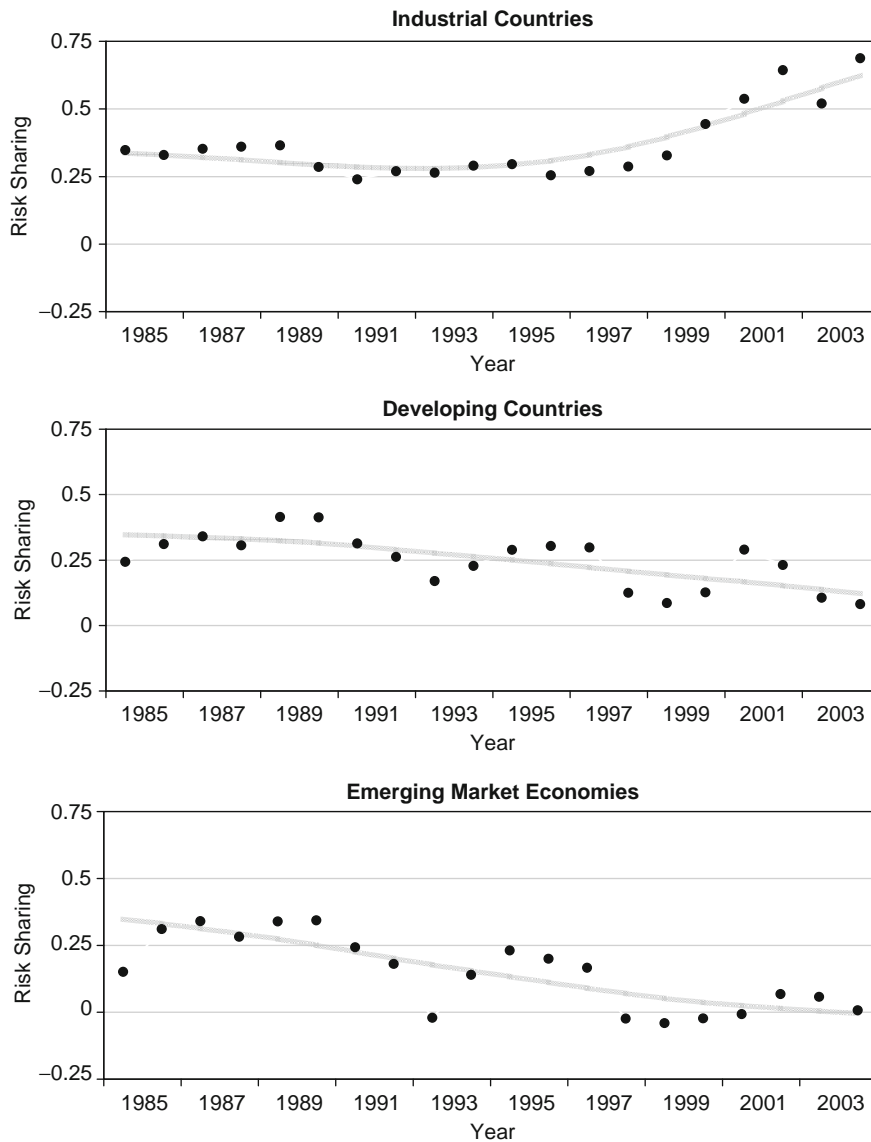 Industrial Countries
0.75
0.5
0.25
0
−0.25
Risk Sharing
1985 1987 1989 1991 1993 1995 1997 1999 2001 2003
Year
Developing Countries
0.75
0.5
0.25
0
−0.25
Risk Sharing
1985 1987 1989 1991 1993 1995 1997 1999 2001 2003
Year
Emerging Market Economies
0.75
0.5
0.25
0
−0.25
Risk Sharing
1985 1987 1989 1991 1993 1995 1997 1999 2001 2003
Year